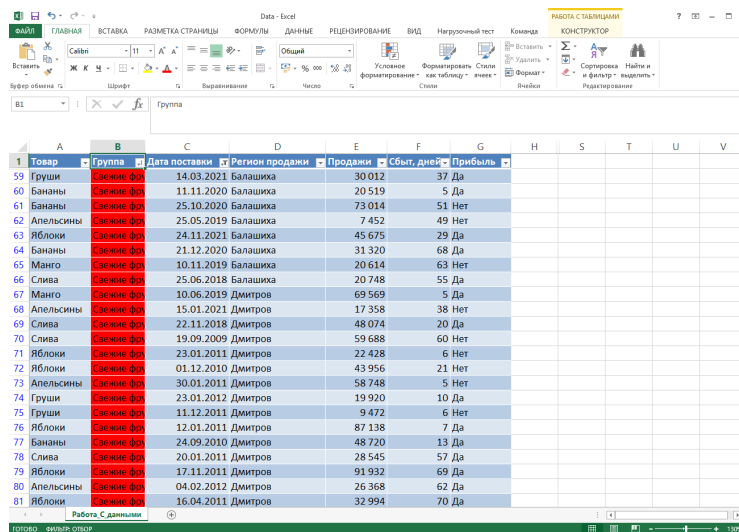 Data - Excel
РАБОТА С ТАБЛИЦАМИ
ФАЙЛ ГЛАВНАЯ ВСТАВКА РАЗМЕТКА СТРАНИЦЫ ФОРМУЛЫ ДАННЫЕ РЕЦЕНЗИРОВАНИЕ ВИД Нагрузочный тест Команда КОНСТРУКТОР
Вставить
Calibri 11
Ж К Ч
Общий
% 000
Условное форматирование
Форматировать как таблицу
Стили ячеек
Вставить
Удалить
Формат
Сортировка и фильтр
Найти и выделить
Буфер обмена Шрифт Выравнивание Число Стили Ячейки Редактирование
B1 fx Группа
A B C D E F G H S T U V
1 Товар Группа Дата поставки Регион продажи Продажи Сбыт, дней Прибыль
59 Груши Свежие фру 14.03.2021 Балашиха 30 012 37 Да
60 Бананы Свежие фру 11.11.2020 Балашиха 20 519 5 Да
61 Бананы Свежие фру 25.10.2020 Балашиха 73 014 51 Нет
62 Апельсины Свежие фру 25.05.2019 Балашиха 7 452 49 Нет
63 Яблоки Свежие фру 24.11.2021 Балашиха 45 675 29 Да
64 Бананы Свежие фру 21.12.2020 Балашиха 31 320 68 Да
65 Манго Свежие фру 10.11.2019 Балашиха 20 614 63 Нет
66 Слива Свежие фру 25.06.2018 Балашиха 20 748 55 Да
67 Манго Свежие фру 10.06.2019 Дмитров 69 569 5 Да
68 Апельсины Свежие фру 15.01.2021 Дмитров 17 358 38 Нет
69 Слива Свежие фру 22.11.2018 Дмитров 48 074 20 Да
70 Слива Свежие фру 19.09.2009 Дмитров 59 688 60 Нет
71 Яблоки Свежие фру 23.01.2011 Дмитров 22 428 6 Нет
72 Яблоки Свежие фру 01.12.2010 Дмитров 43 956 21 Нет
73 Апельсины Свежие фру 30.01.2011 Дмитров 58 748 5 Нет
74 Груши Свежие фру 23.01.2012 Дмитров 19 920 10 Да
75 Груши Свежие фру 11.12.2011 Дмитров 9 472 6 Нет
76 Яблоки Свежие фру 12.01.2011 Дмитров 87 138 7 Да
77 Бананы Свежие фру 24.09.2010 Дмитров 48 720 13 Да
78 Слива Свежие фру 20.01.2011 Дмитров 28 545 57 Да
79 Яблоки Свежие фру 17.11.2011 Дмитров 91 932 69 Да
80 Апельсины Свежие фру 04.02.2012 Дмитров 26 368 62 Да
81 Яблоки Свежие фру 16.04.2011 Дмитров 32 994 70 Да
Работа_С_данными
ГОТОВО ФИЛЬТР: ОТБОР